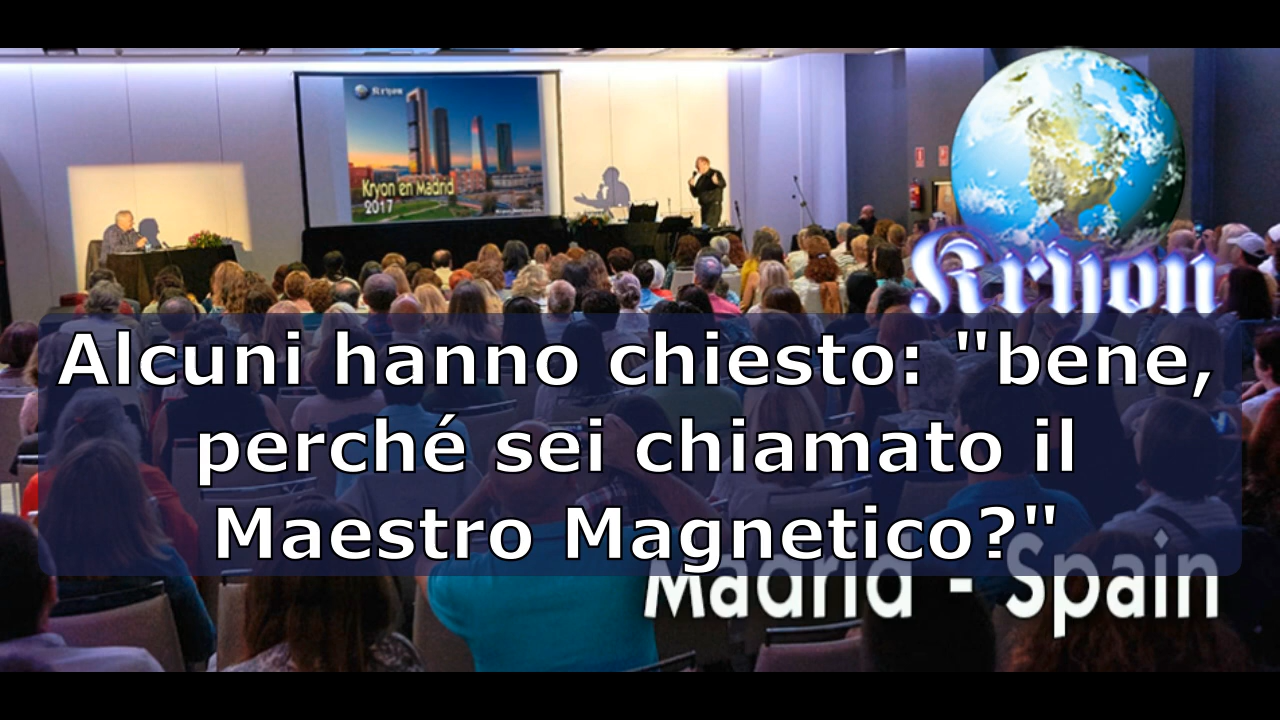 Kryon
Kryon en Madrid
2017
Kryon
Alcuni hanno chiesto: "bene,
perché sei chiamato il
Maestro Magnetico?"
Madrid - Spain